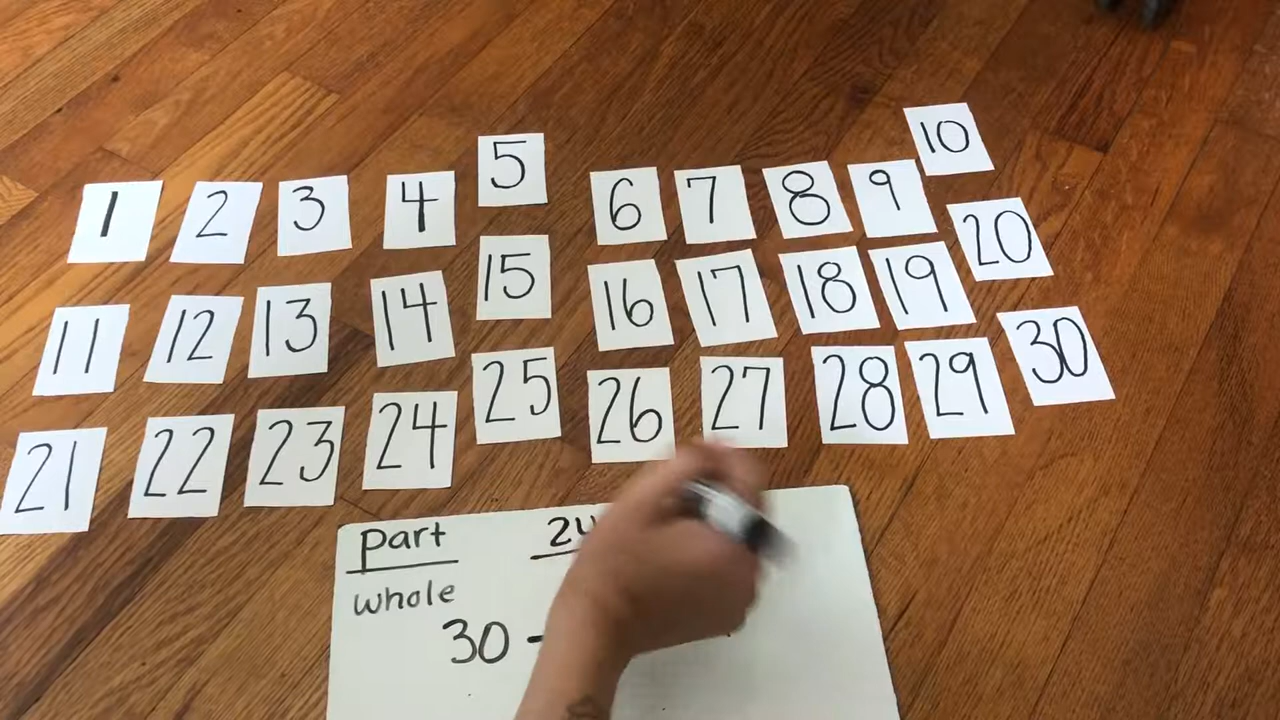 1 2 3 4 5 6 7 8 9 10
11 12 13 14 15 16 17 18 19 20
21 22 23 24 25 26 27 28 29 30
part 24
whole
30 -